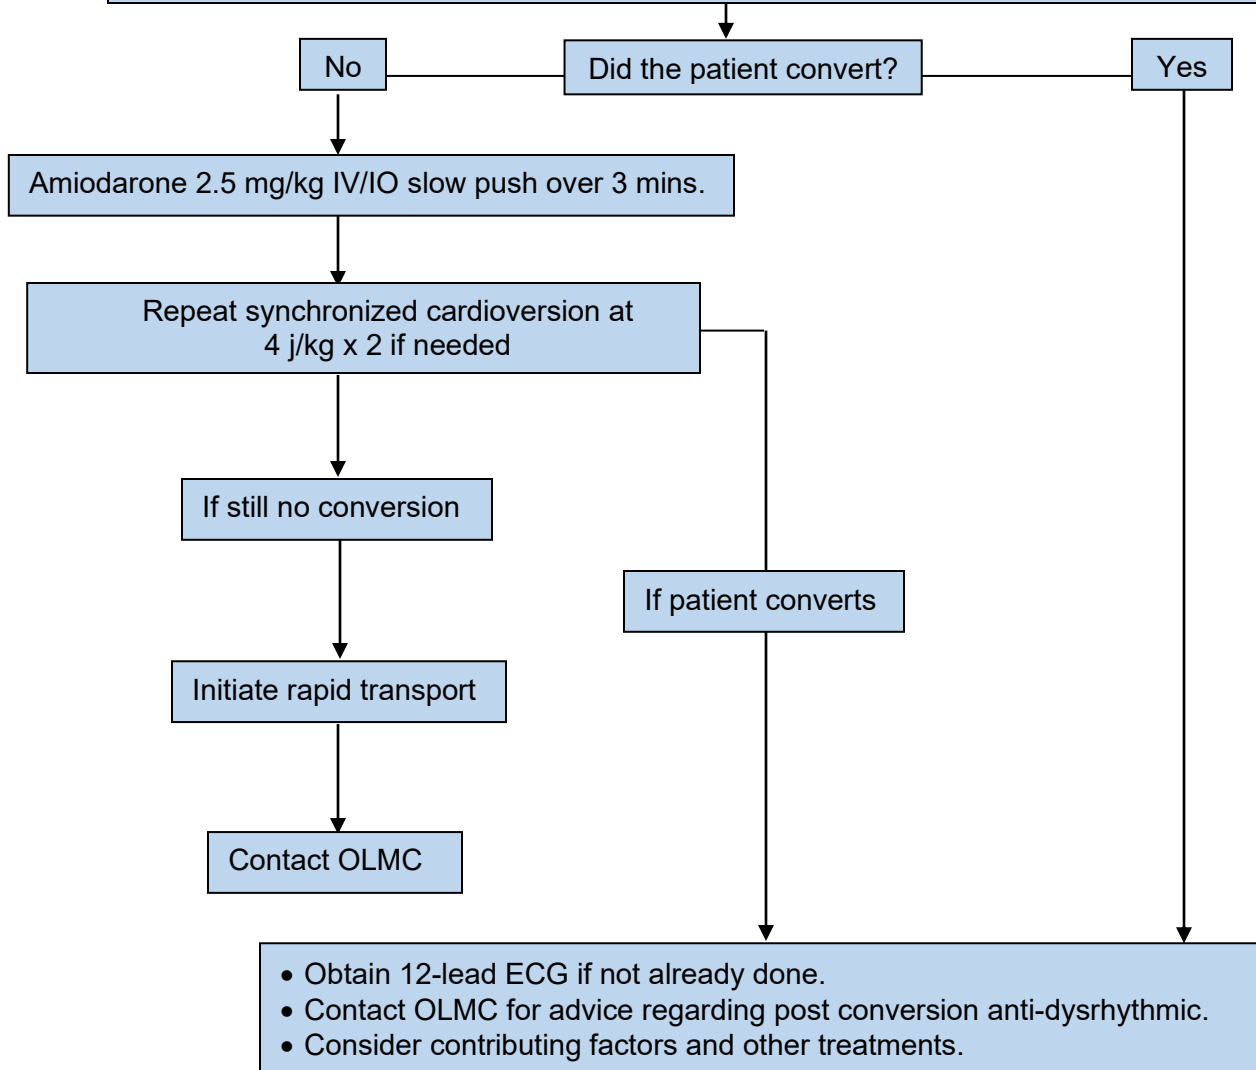 No
Did the patient convert?
Yes
Amiodarone 2.5 mg/kg IV/IO slow push over 3 mins.
Repeat synchronized cardioversion at
4 j/kg x 2 if needed
If still no conversion
If patient converts
Initiate rapid transport
Contact OLMC
• Obtain 12-lead ECG if not already done.
• Contact OLMC for advice regarding post conversion anti-dysrhythmic.
• Consider contributing factors and other treatments.